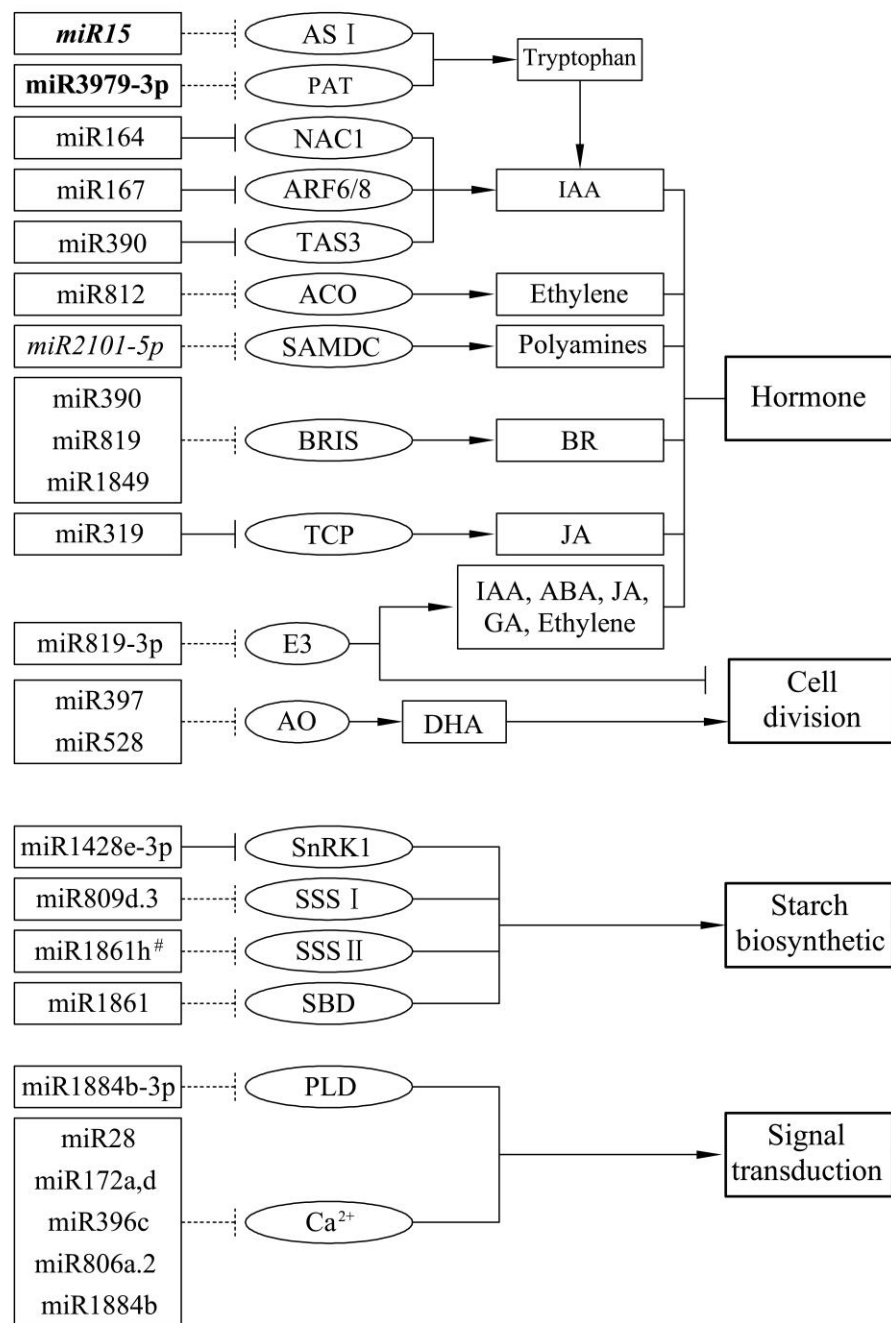 miR15
AS Ⅰ
Tryptophan
miR3979-3p
PAT
miR164
NAC1
miR167
ARF6/8
IAA
miR390
TAS3
miR812
ACO
Ethylene
miR2101-5p
SAMDC
Polyamines
Hormone
miR390
miR819
miR1849
BRIS
BR
miR319
TCP
JA
IAA, ABA, JA,
GA, Ethylene
miR819-3p
E3
Cell
division
miR397
miR528
AO
DHA
miR1428e-3p
SnRK1
miR809d.3
SSS Ⅰ
Starch
biosynthetic
miR1861h#
SSS Ⅱ
miR1861
SBD
miR1884b-3p
PLD
Signal
transduction
miR28
miR172a,d
miR396c
miR806a.2
miR1884b
Ca2+